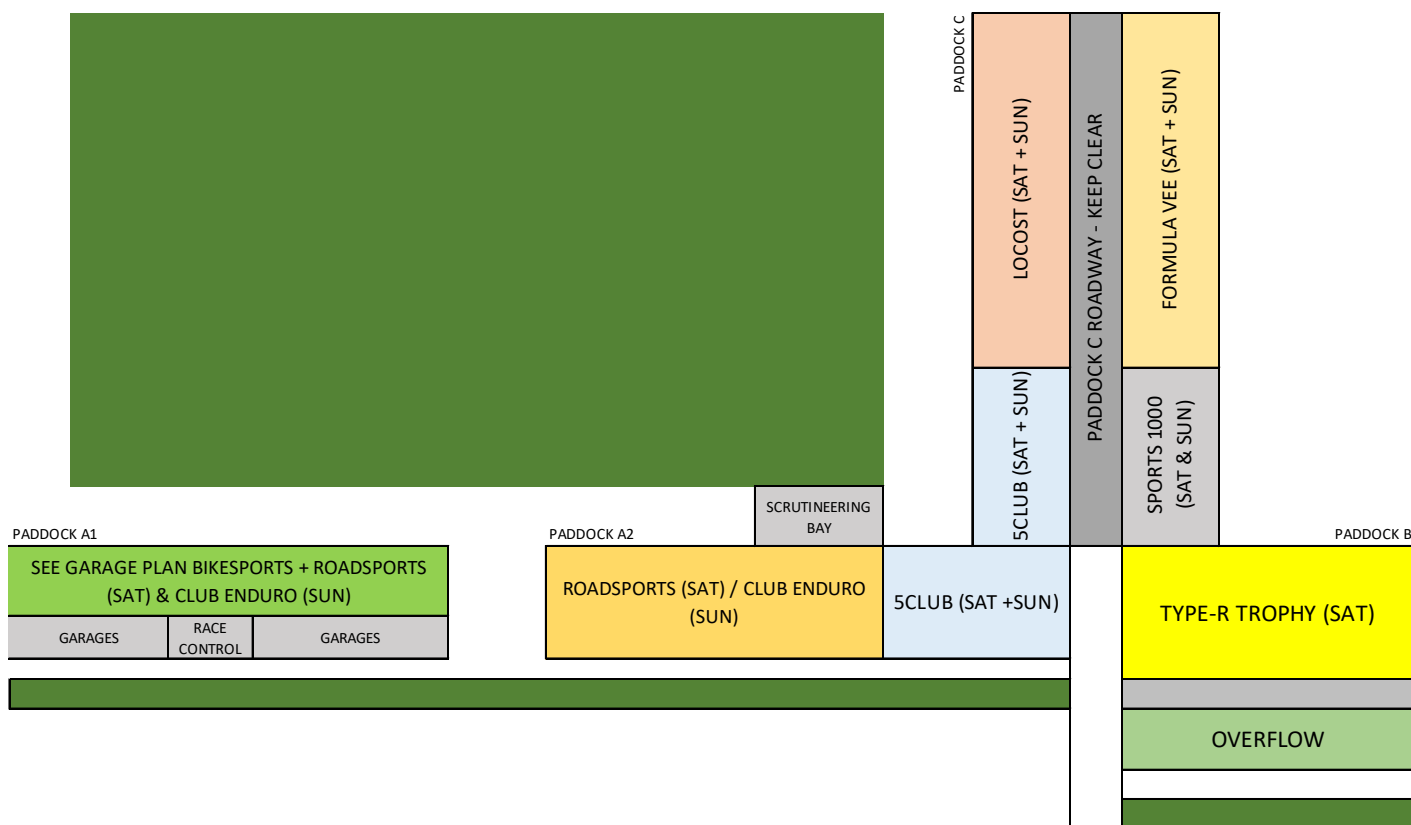 PADDOCK C
LOCOST (SAT + SUN)
PADDOCK C ROADWAY - KEEP CLEAR
FORMULA VEE (SAT + SUN)
5CLUB (SAT + SUN)
SPORTS 1000
(SAT & SUN)
SCRUTINEERING
BAY
PADDOCK A1
PADDOCK A2
PADDOCK B
SEE GARAGE PLAN BIKESPORTS + ROADSPORTS
(SAT) & CLUB ENDURO (SUN)
ROADSPORTS (SAT) / CLUB ENDURO
(SUN)
5CLUB (SAT +SUN)
TYPE-R TROPHY (SAT)
GARAGES
RACE
CONTROL
GARAGES
OVERFLOW